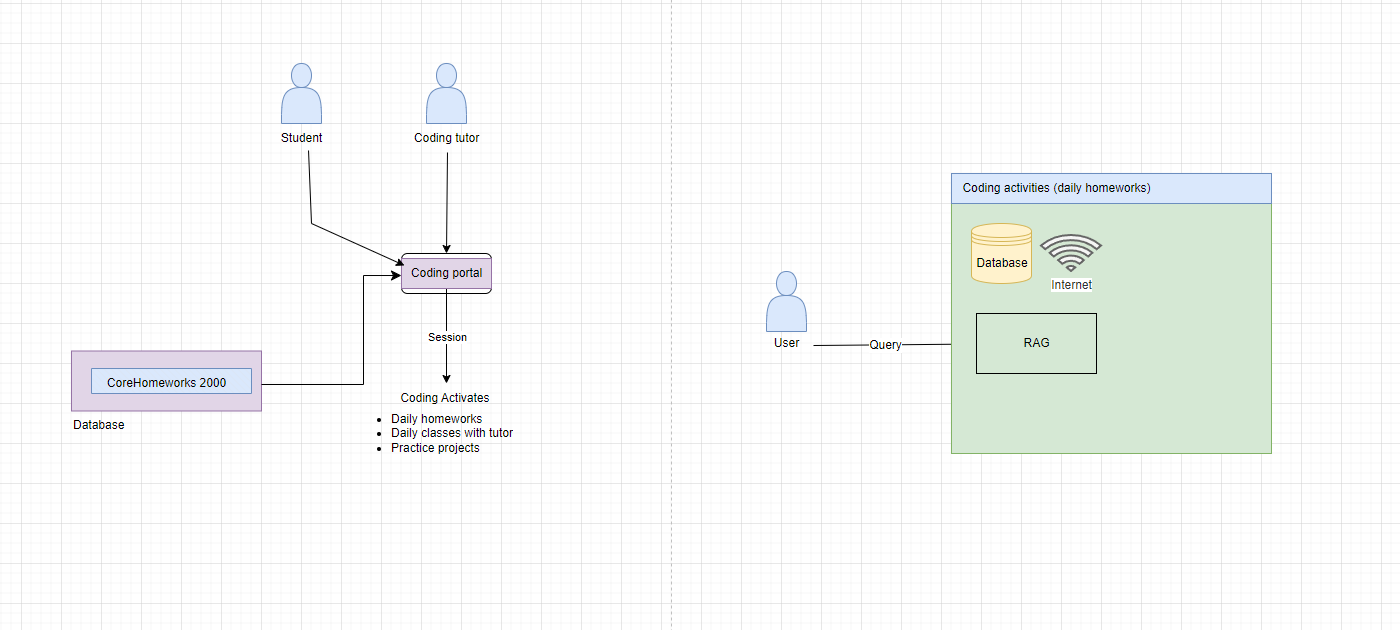 Student
Coding tutor
Coding portal
Session
CoreHomeworks 2000
Database
Coding Activates
Daily homeworks
Daily classes with tutor
Practice projects
Coding activities (daily homeworks)
Database
Internet
RAG
User
Query